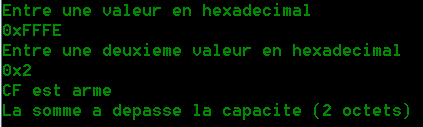 Entre une valeur en hexadecimal
0xFFFE
Entre une deuxieme valeur en hexadecimal
0x2
CF est arme
La somme a depasse la capacite (2 octets)